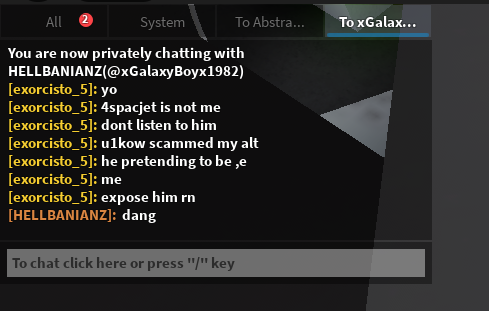 All 2 System To Abstra... To xGalax...
You are now privately chatting with
HELLBANIANZ(@xGalaxyBoyx1982)
[exorcisto_5]: yo
[exorcisto_5]: 4spacjet is not me
[exorcisto_5]: dont listen to him
[exorcisto_5]: u1kow scammed my alt
[exorcisto_5]: he pretending to be ,e
[exorcisto_5]: me
[exorcisto_5]: expose him rn
[HELLBANIANZ]: dang
To chat click here or press "/" key